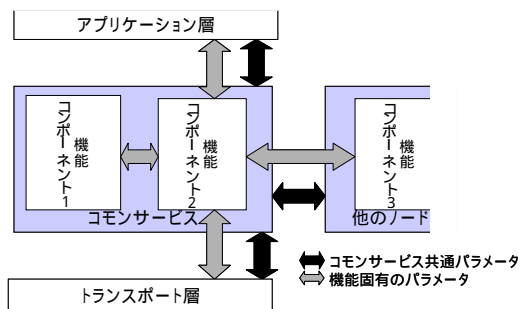 アプリケーション層
機能
コンポーネント1
機能
コンポーネント2
機能
コンポーネント3
コモンサービス
他のノード
コモンサービス共通パラメータ
機能固有のパラメータ
トランスポート層